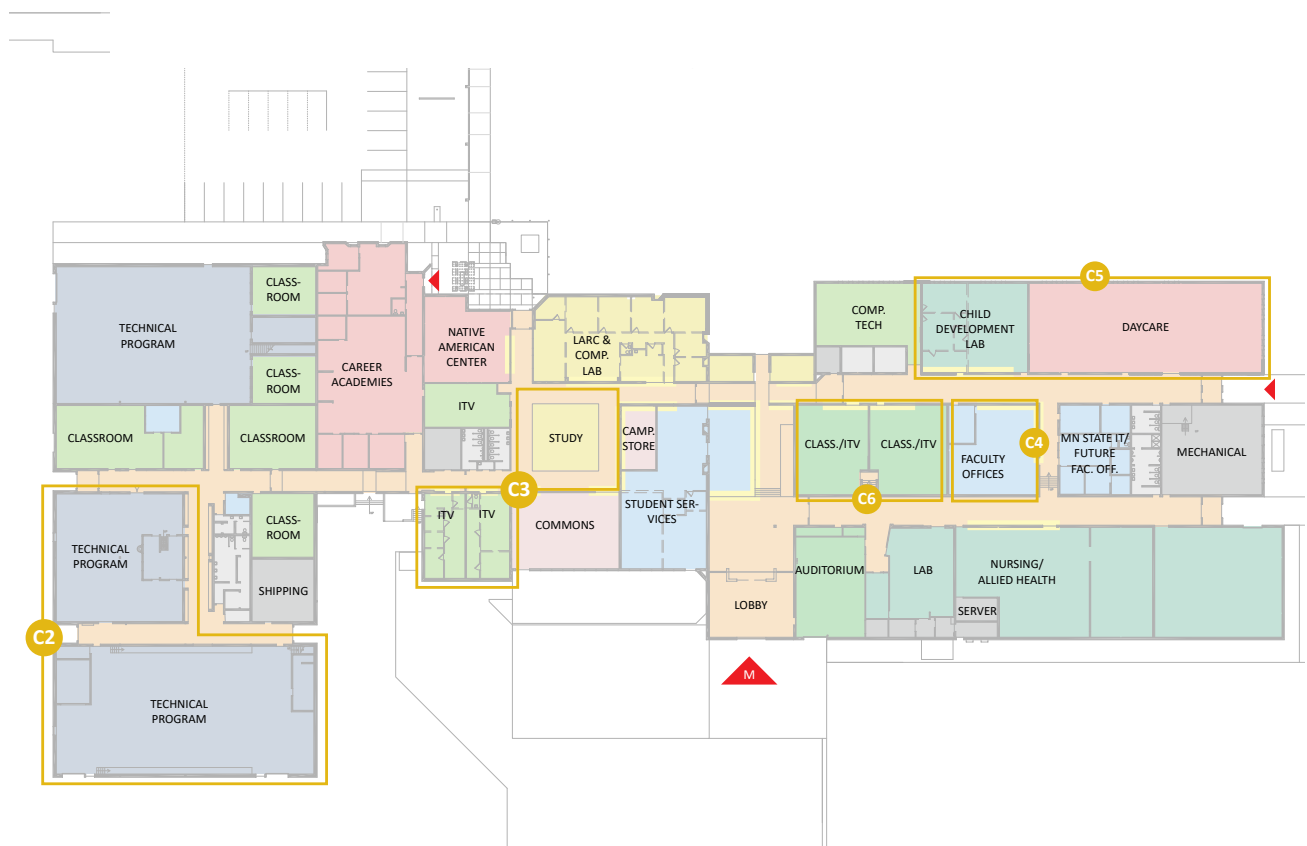 C5
CLASS-
ROOM
TECHNICAL
PROGRAM
CLASS-
ROOM
CAREER
ACADEMIES
NATIVE
AMERICAN
CENTER
LARC &
COMP.
LAB
COMP.
TECH
CHILD
DEVELOPMENT
LAB
DAYCARE
CLASSROOM
CLASSROOM
ITV
STUDY
CAMP.
STORE
CLASS./ITV
CLASS./ITV
FACULTY
OFFICES
C4
MN STATE IT/
FUTURE
FAC. OFF.
MECHANICAL
C3
C6
ITV
ITV
COMMONS
STUDENT SER-
VICES
CLASS-
ROOM
TECHNICAL
PROGRAM
SHIPPING
AUDITORIUM
LAB
NURSING/
ALLIED HEALTH
LOBBY
SERVER
C2
M
TECHNICAL
PROGRAM